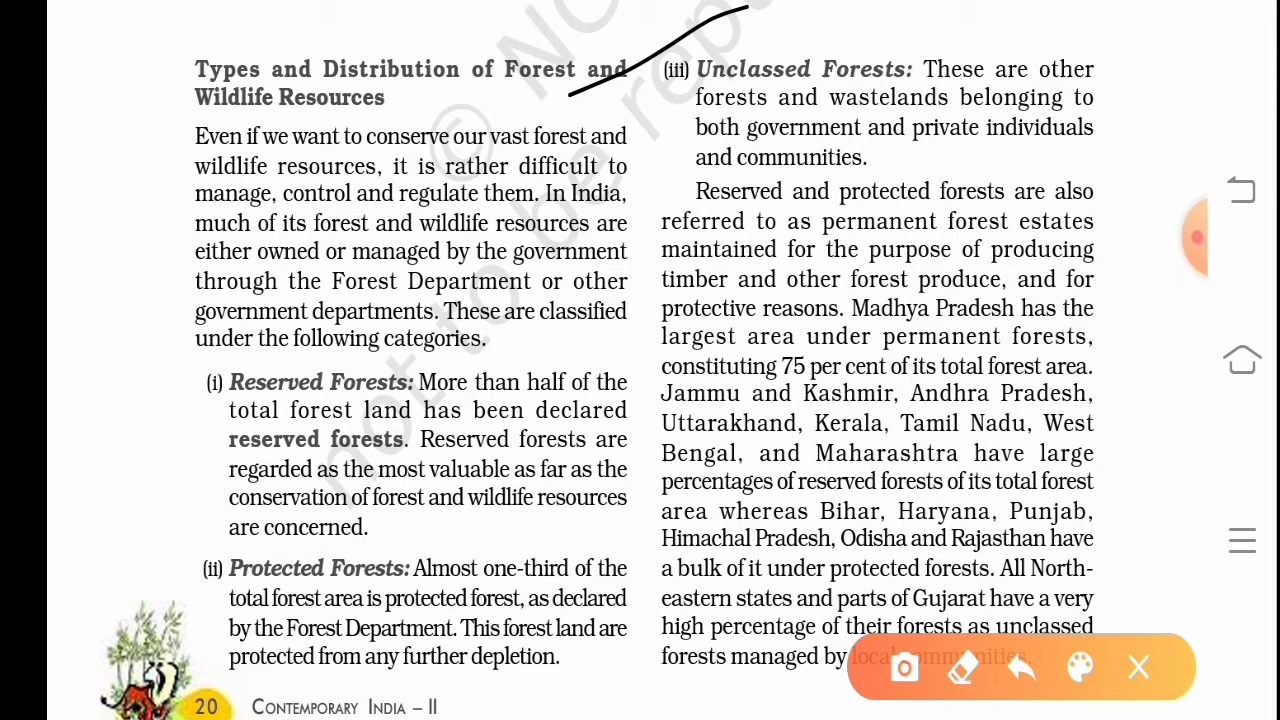 Types and Distribution of Forest and
Wildlife Resources
Even if we want to conserve our vast forest and
wildlife resources, it is rather difficult to
manage, control and regulate them. In India,
much of its forest and wildlife resources are
either owned or managed by the government
through the Forest Department or other
government departments. These are classified
under the following categories.
(i) Reserved Forests: More than half of the
total forest land has been declared
reserved forests. Reserved forests are
regarded as the most valuable as far as the
conservation of forest and wildlife resources
are concerned.
(ii) Protected Forests: Almost one-third of the
total forest area is protected forest, as declared
by the Forest Department. This forest land are
protected from any further depletion.
(iii) Unclassed Forests: These are other
forests and wastelands belonging to
both government and private individuals
and communities.
Reserved and protected forests are also
referred to as permanent forest estates
maintained for the purpose of producing
timber and other forest produce, and for
protective reasons. Madhya Pradesh has the
largest area under permanent forests,
constituting 75 per cent of its total forest area.
Jammu and Kashmir, Andhra Pradesh,
Uttarakhand, Kerala, Tamil Nadu, West
Bengal, and Maharashtra have large
percentages of reserved forests of its total forest
area whereas Bihar, Haryana, Punjab,
Himachal Pradesh, Odisha and Rajasthan have
a bulk of it under protected forests. All North-
eastern states and parts of Gujarat have a very
high percentage of their forests as unclassed
forests managed by local communities.
20 CONTEMPORARY INDIA – II
© NC
not to be rep